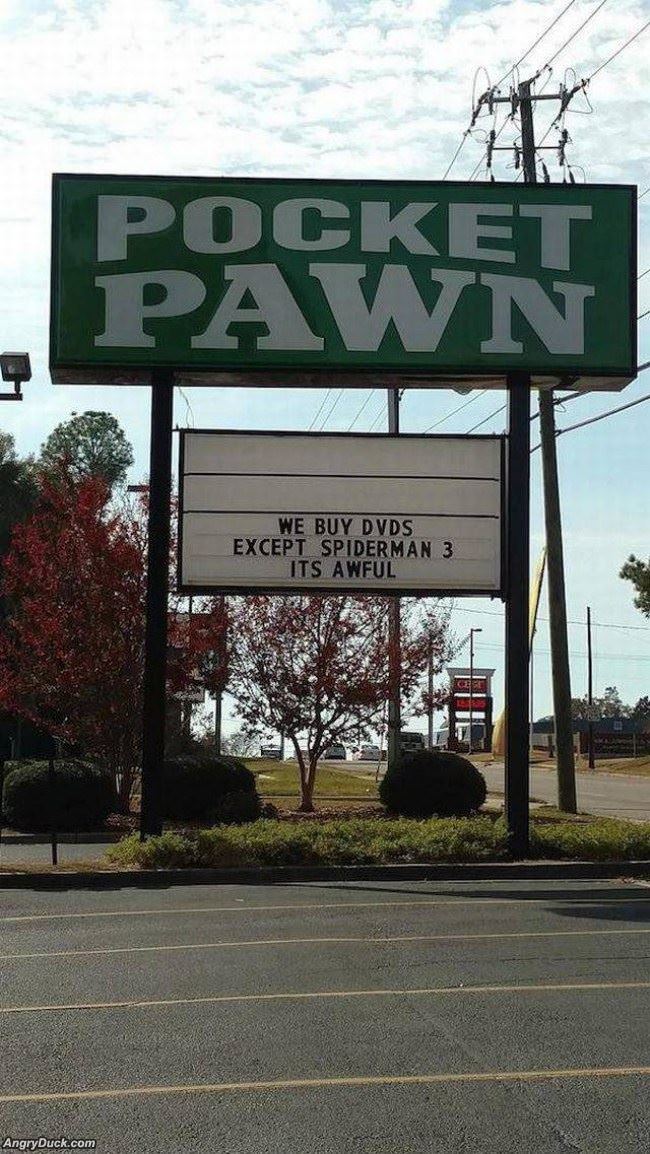 POCKET
PAWN
WE BUY DVDS
EXCEPT SPIDERMAN 3
ITS AWFUL
AngryDuck.com